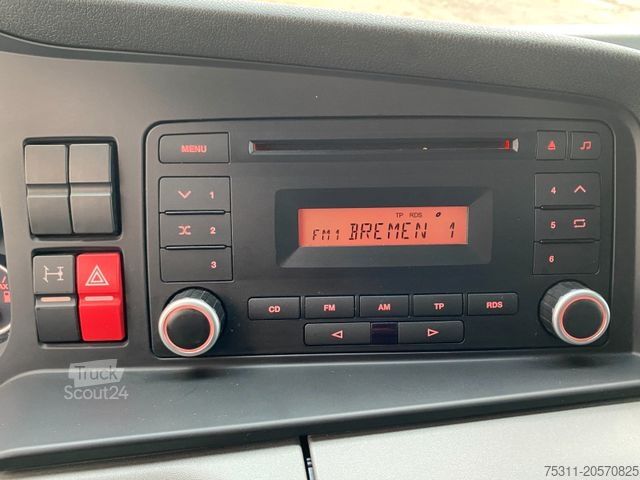 MENU
1
2
3
TP RDS
FM1 BREMEN 1
4
5
6
CD FM AM TP RDS
AX
Truck
Scout24
75311-20570825